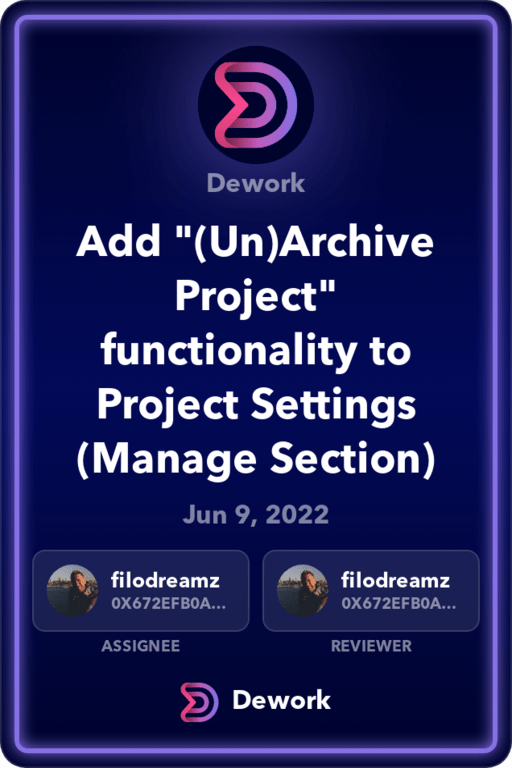 Dework
Add "(Un)Archive
Project"
functionality to
Project Settings
(Manage Section)
Jun 9, 2022
filodreamz
0X672EFB0A...
filodreamz
0X672EFB0A...
ASSIGNEE
REVIEWER
Dework